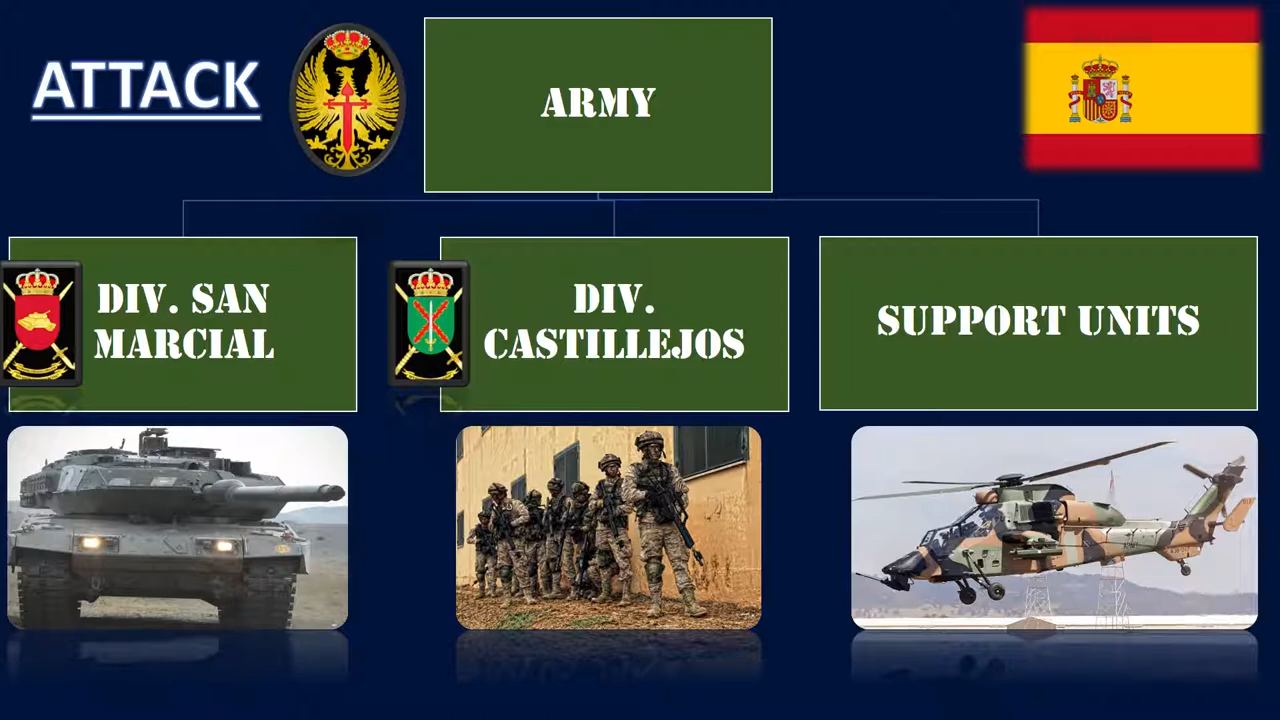 ATTACK
ARMY
DIV. SAN
MARCIAL
DIV.
CASTILLEJOS
SUPPORT UNITS